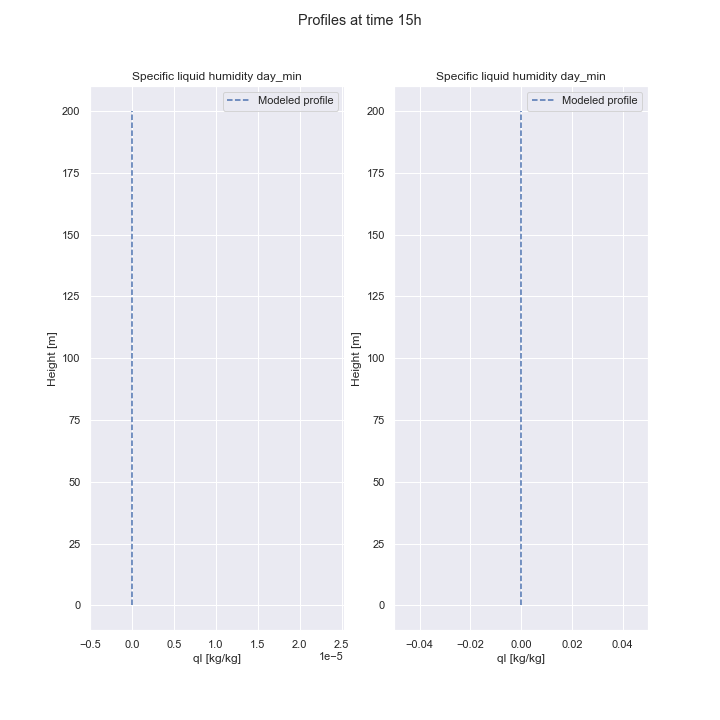 Profiles at time 15h
Specific liquid humidity day_min
Modeled profile
200
175
150
125
100
75
50
25
0
Height [m]
−0.5 0.0 0.5 1.0 1.5 2.0 2.5
1e−5
ql [kg/kg]
Specific liquid humidity day_min
Modeled profile
200
175
150
125
100
75
50
25
0
Height [m]
−0.04 −0.02 0.00 0.02 0.04
ql [kg/kg]